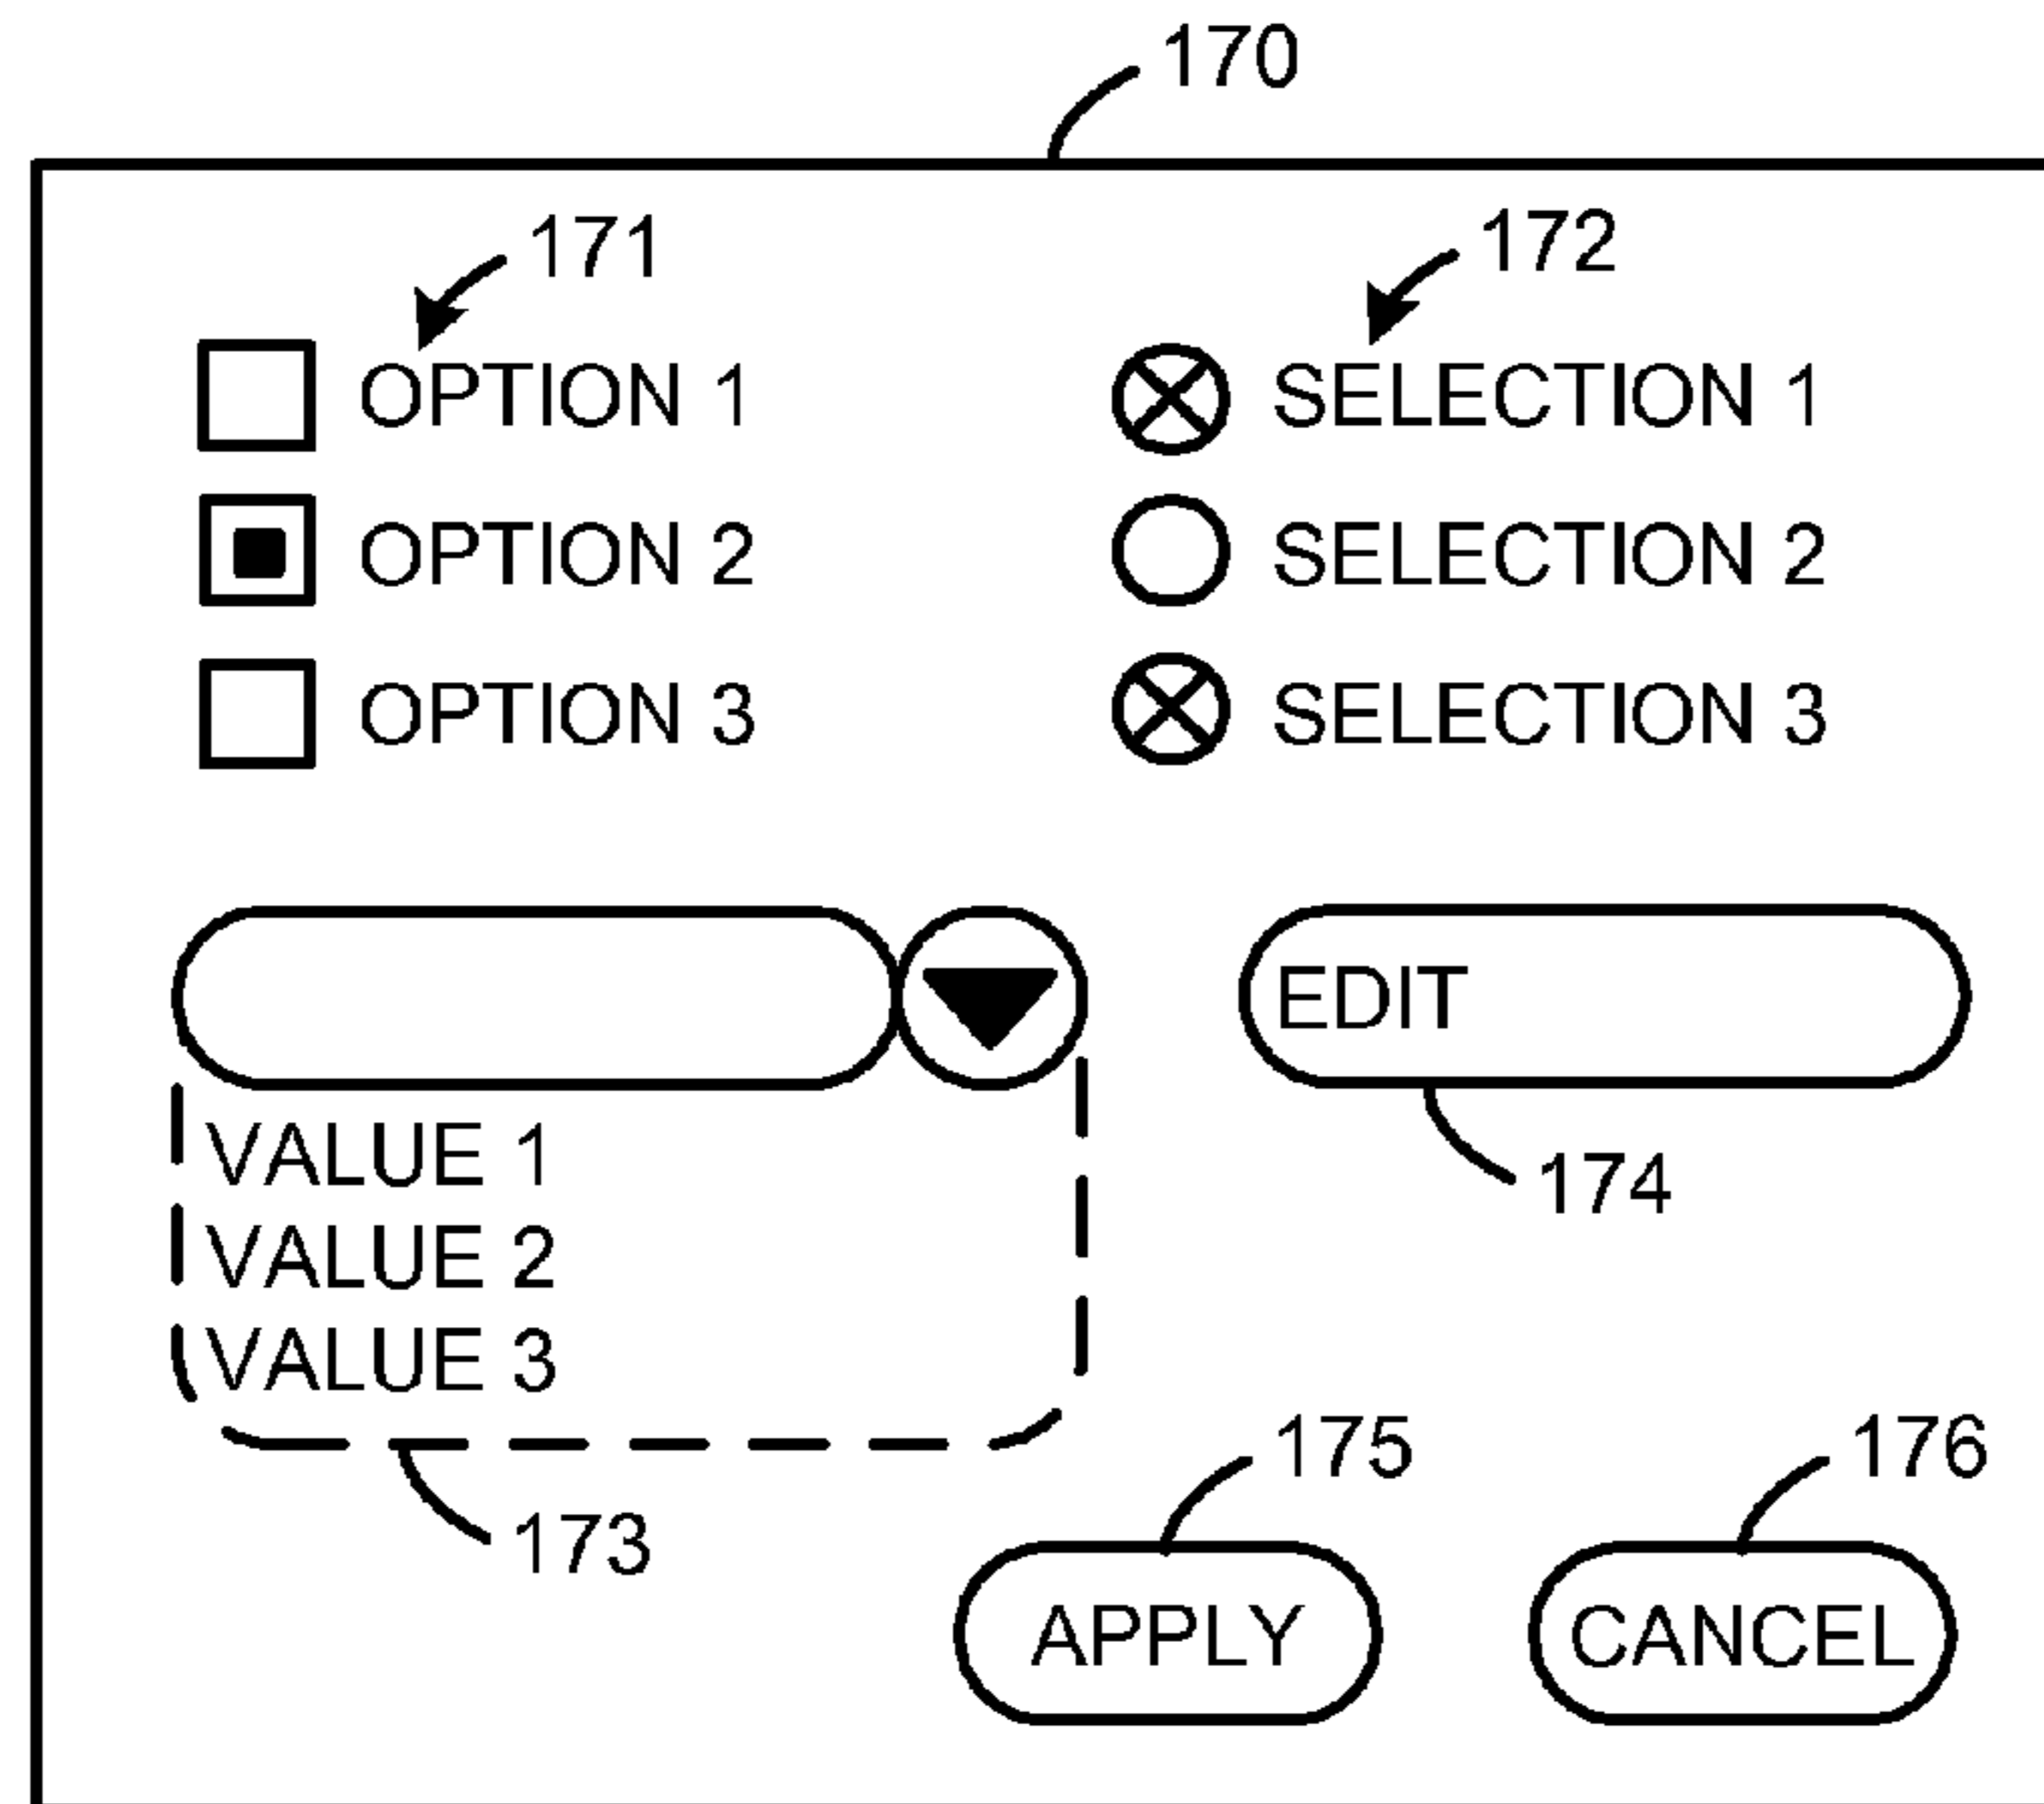 170
171
172
OPTION 1
SELECTION 1
OPTION 2
SELECTION 2
OPTION 3
SELECTION 3
EDIT
VALUE 1
174
VALUE 2
VALUE 3
175
176
173
APPLY
CANCEL